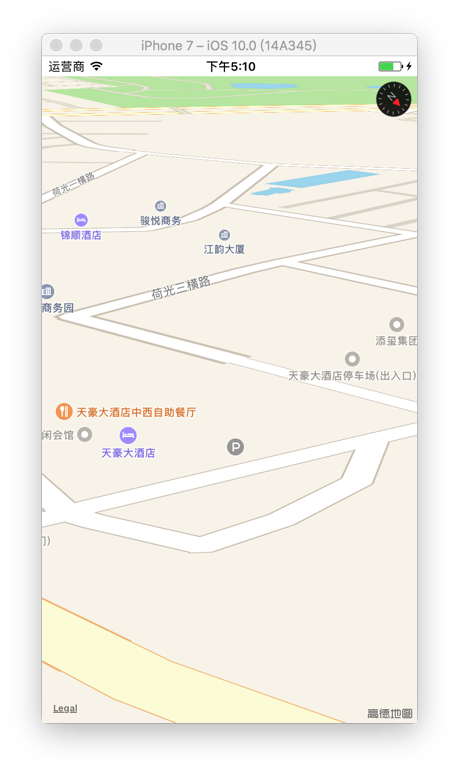 iPhone 7 – iOS 10.0 (14A345)
运营商
下午5:10
荷光二横路
骏悦商务
锦顺酒店
江韵大厦
商务园
荷光三横路
添玺集团
天豪大酒店停车场(出入口)
天豪大酒店中西自助餐厅
闲会馆
P
天豪大酒店
门)
Legal
高德地图